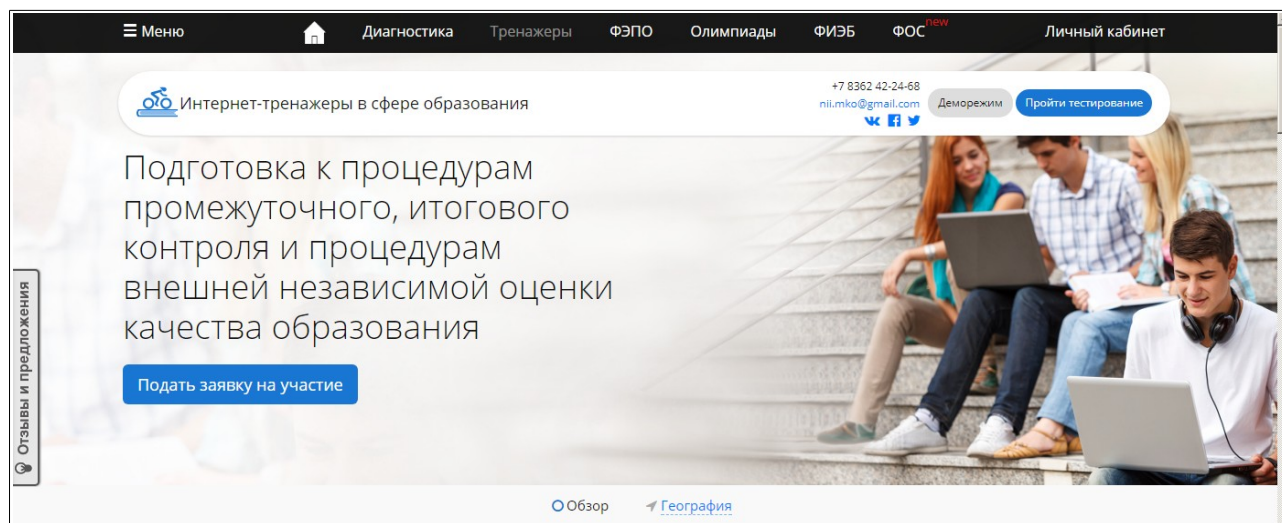 Меню Диагностика Тренажеры ФЭПО Олимпиады ФИЭБ ФОС new Личный кабинет
Интернет-тренажеры в сфере образования
+7 8362 42-24-68
nii.mko@gmail.com
Деморежим Пройти тестирование
Подготовка к процедурам
промежуточного, итогового
контроля и процедурам
внешней независимой оценки
качества образования
Подать заявку на участие
Отзывы и предложения
Обзор География